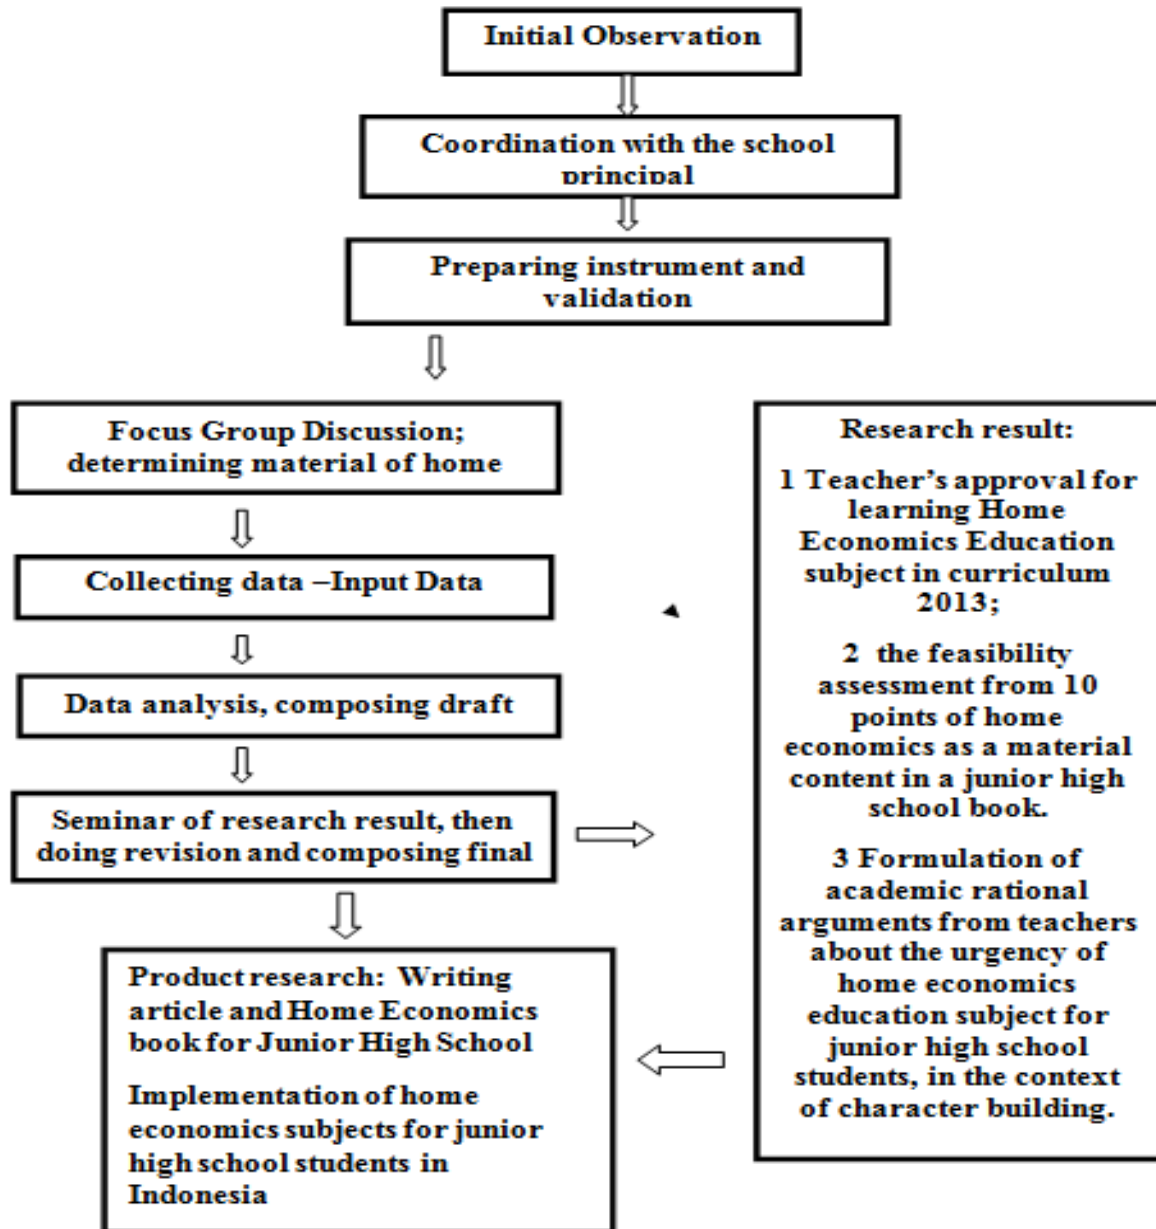 Initial Observation
Coordination with the school
principal
Preparing instrument and
validation
Focus Group Discussion;
determining material of home
Collecting data –Input Data
Data analysis, composing draft
Seminar of research result, then
doing revision and composing final
Product research:  Writing
article and Home Economics
book for Junior High School
Implementation of home
economics subjects for junior
high school students in
Indonesia
Research result:
1 Teacher’s approval for
learning Home
Economics Education
subject in curriculum
2013;
2  the feasibility
assessment from 10
points of home
economics as a material
content in a junior high
school book.
3 Formulation of
academic rational
arguments from teachers
about the urgency of
home economics
education subject for
junior high school
students, in the context
of character building.